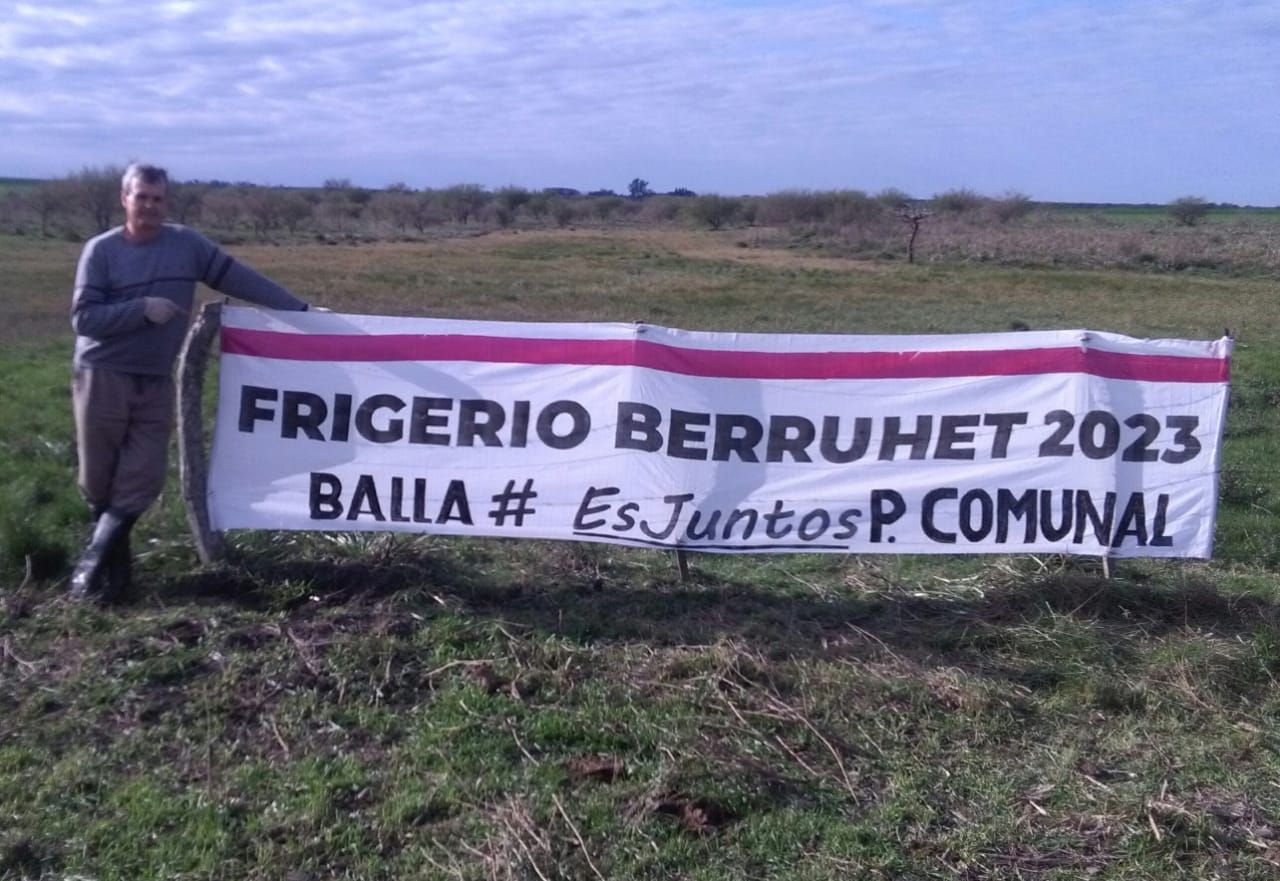 FRIGERIO BERRUHET 2023
BALLA # EsJuntos P. COMUNAL